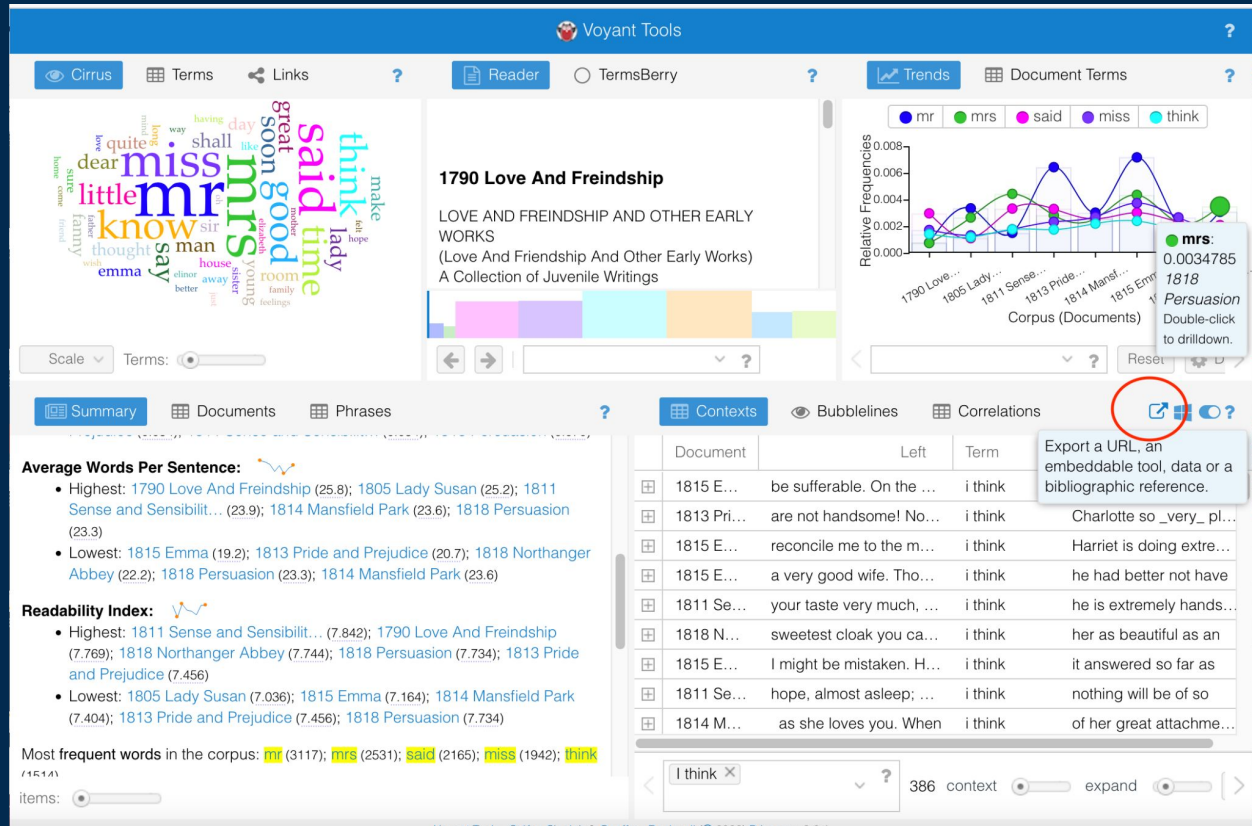 Voyant Tools
?
Cirrus Terms Links ?
Reader TermsBerry ?
Trends Document Terms ?
great
having
mind
long
way
day
love
quite
shall
like
soon
said
think
dear
miss
make
home
come
sure
little
mr
mrs
good
time
lady
felt
hope
friend
fanny
father
know
sir
oh
elizabeth
mother
thought
say
man
wish
emma
house
young
sister
room
elinor
away
better
just
family
feelings
Scale Terms:
1790 Love And Freindship
LOVE AND FREINDSHIP AND OTHER EARLY
WORKS
(Love And Friendship And Other Early Works)
A Collection of Juvenile Writings
?
mr mrs said miss think
Relative Frequencies
0.008
0.006
0.004
0.002
0.000
1790 Love…
1805 Lady…
1811 Sense…
1813 Pride…
1814 Mansf…
1815 Emm
Corpus (Documents)
mrs:
0.0034785
1818
Persuasion
Double-click
to drilldown.
? Reset D
Summary Documents Phrases ?
Average Words Per Sentence:
• Highest: 1790 Love And Freindship (25.8); 1805 Lady Susan (25.2); 1811
Sense and Sensibilit… (23.9); 1814 Mansfield Park (23.6); 1818 Persuasion
(23.3)
• Lowest: 1815 Emma (19.2); 1813 Pride and Prejudice (20.7); 1818 Northanger
Abbey (22.2); 1818 Persuasion (23.3); 1814 Mansfield Park (23.6)
Readability Index:
• Highest: 1811 Sense and Sensibilit… (7.842); 1790 Love And Freindship
(7.769); 1818 Northanger Abbey (7.744); 1818 Persuasion (7.734); 1813 Pride
and Prejudice (7.456)
• Lowest: 1805 Lady Susan (7.036); 1815 Emma (7.164); 1814 Mansfield Park
(7.404); 1813 Pride and Prejudice (7.456); 1818 Persuasion (7.734)
Most frequent words in the corpus: mr (3117); mrs (2531); said (2165); miss (1942); think
(1514)
items:
Contexts Bubblelines Correlations ?
Export a URL, an
embeddable tool, data or a
bibliographic reference.
Document Left Term
1815 E… be sufferable. On the … i think
1813 Pri… are not handsome! No… i think Charlotte so _very_ pl…
1815 E… reconcile me to the m… i think Harriet is doing extre…
1815 E… a very good wife. Tho… i think he had better not have
1811 Se… your taste very much, … i think he is extremely hands…
1818 N… sweetest cloak you ca… i think her as beautiful as an
1815 E… I might be mistaken. H… i think it answered so far as
1811 Se… hope, almost asleep; … i think nothing will be of so
1814 M… as she loves you. When i think of her great attachme…
I think × ? 386 context expand